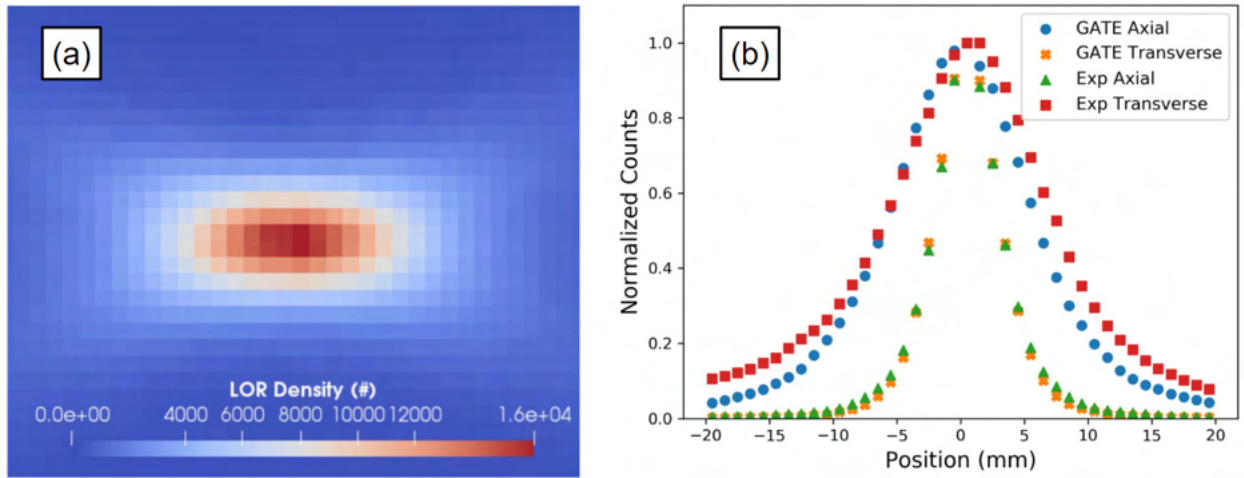 (a)
LOR Density (#)
0.0e+00 4000 6000 8000 10000 12000 1.6e+04
(b)
GATE Axial
GATE Transverse
Exp Axial
Exp Transverse
Normalized Counts
1.0
0.8
0.6
0.4
0.2
0.0
−20 −15 −10 −5 0 5 10 15 20
Position (mm)